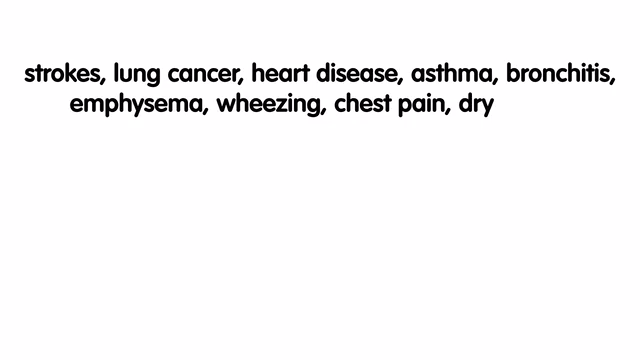 strokes, lung cancer, heart disease, asthma, bronchitis,
emphysema, wheezing, chest pain, dry